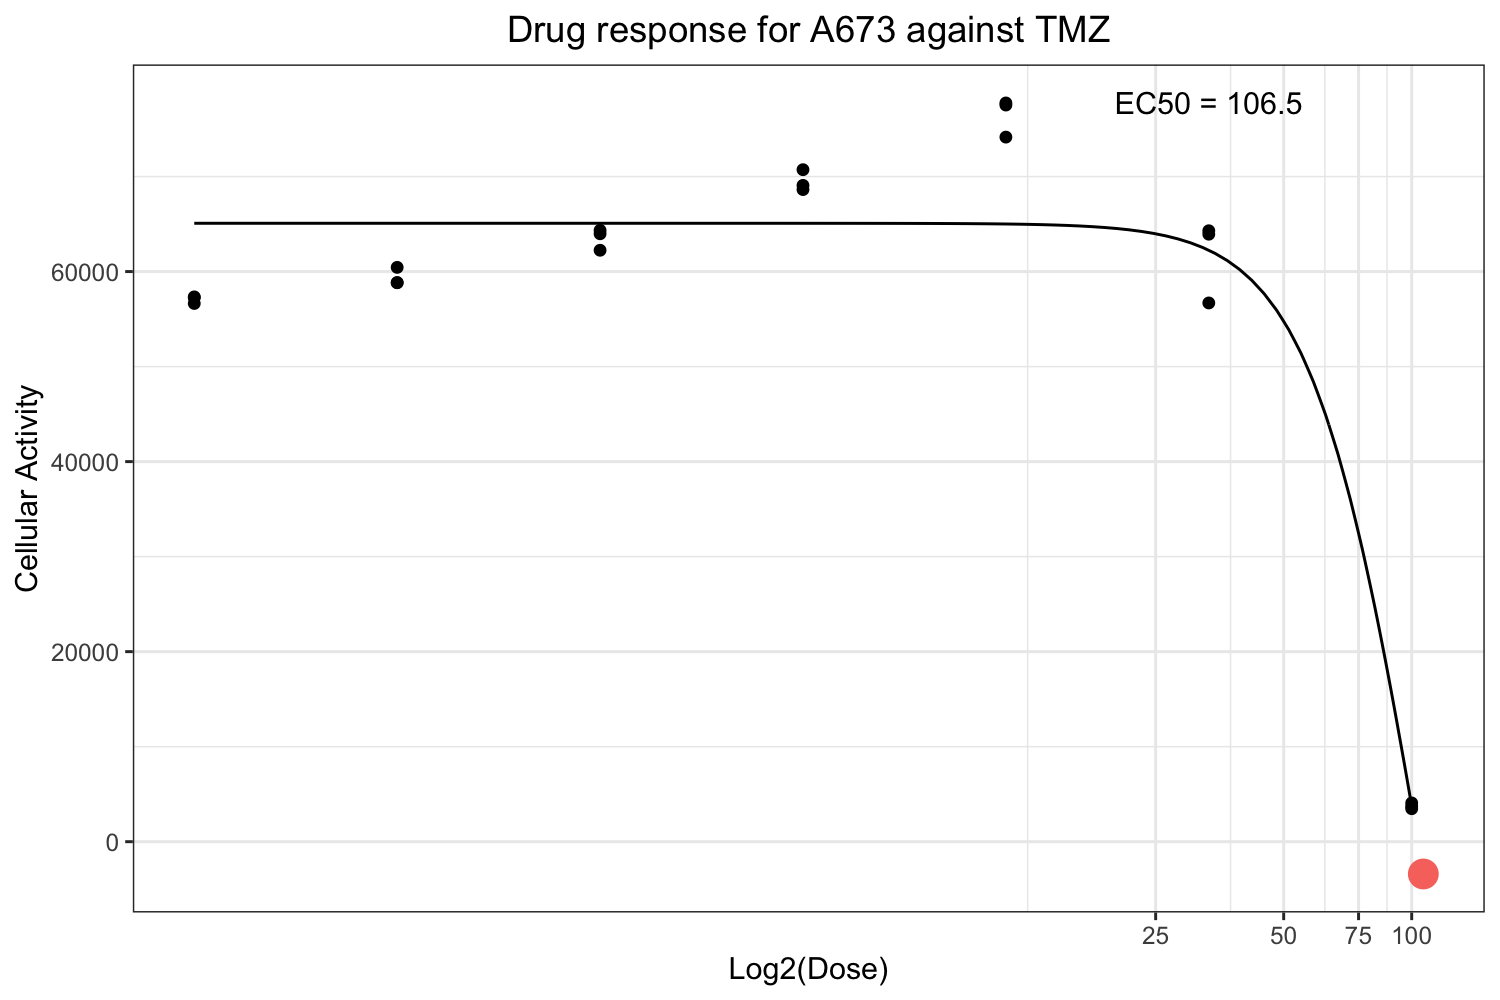 Drug response for A673 against TMZ
EC50 = 106.5
Cellular Activity
60000
40000
20000
0
25 50 75 100
Log2(Dose)